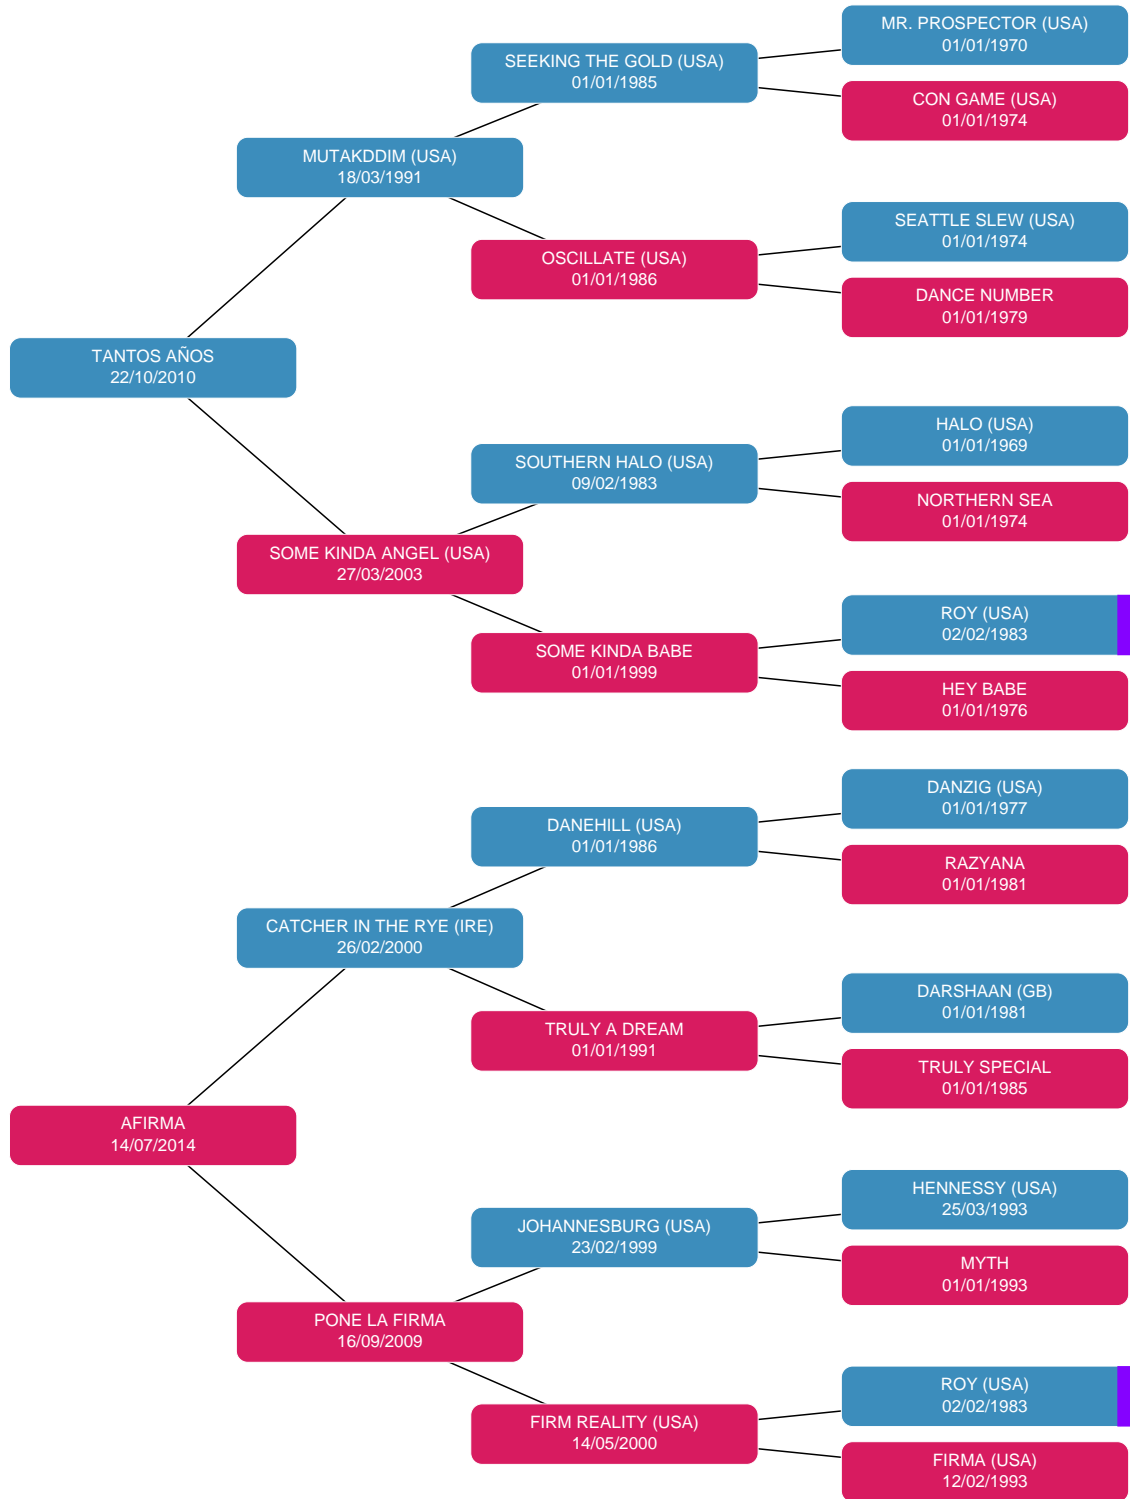 MR. PROSPECTOR (USA)
01/01/1970
SEEKING THE GOLD (USA)
01/01/1985
CON GAME (USA)
01/01/1974
MUTAKDDIM (USA)
18/03/1991
SEATTLE SLEW (USA)
01/01/1974
OSCILLATE (USA)
01/01/1986
DANCE NUMBER
01/01/1979
TANTOS AÑOS
22/10/2010
HALO (USA)
01/01/1969
SOUTHERN HALO (USA)
09/02/1983
NORTHERN SEA
01/01/1974
SOME KINDA ANGEL (USA)
27/03/2003
ROY (USA)
02/02/1983
SOME KINDA BABE
01/01/1999
HEY BABE
01/01/1976
DANZIG (USA)
01/01/1977
DANEHILL (USA)
01/01/1986
RAZYANA
01/01/1981
CATCHER IN THE RYE (IRE)
26/02/2000
DARSHAAN (GB)
01/01/1981
TRULY A DREAM
01/01/1991
TRULY SPECIAL
01/01/1985
AFIRMA
14/07/2014
HENNESSY (USA)
25/03/1993
JOHANNESBURG (USA)
23/02/1999
MYTH
01/01/1993
PONE LA FIRMA
16/09/2009
ROY (USA)
02/02/1983
FIRM REALITY (USA)
14/05/2000
FIRMA (USA)
12/02/1993